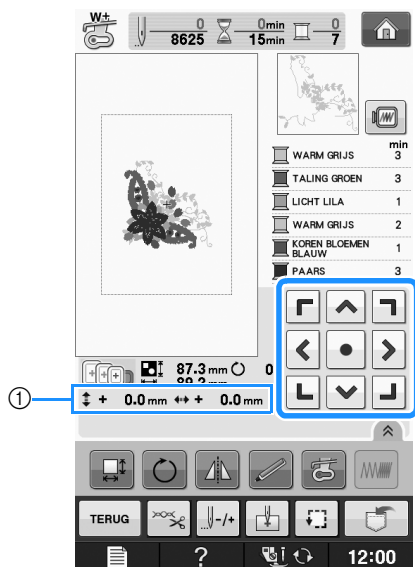 W+
0
8625
0min
15min
0
7
min
WARM GRIJS 3
TALING GROEN 3
LICHT LILA 1
WARM GRIJS 2
KOREN BLOEMEN
BLAUW 1
PAARS 3
87.3 mm 0
① + 0.0 mm + 0.0 mm
TERUG
-/+
? 12:00